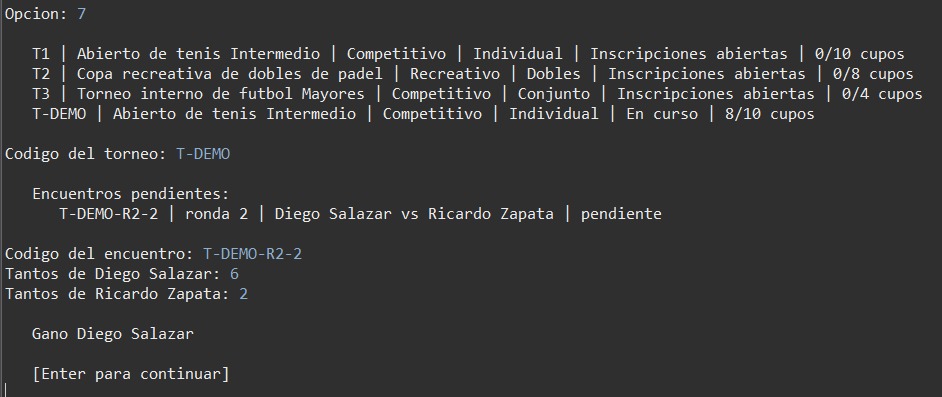 Opcion: 7
T1 | Abierto de tenis Intermedio | Competitivo | Individual | Inscripciones abiertas | 0/10 cupos
T2 | Copa recreativa de dobles de padel | Recreativo | Dobles | Inscripciones abiertas | 0/8 cupos
T3 | Torneo interno de futbol Mayores | Competitivo | Conjunto | Inscripciones abiertas | 0/4 cupos
T-DEMO | Abierto de tenis Intermedio | Competitivo | Individual | En curso | 8/10 cupos
Codigo del torneo: T-DEMO
Encuentros pendientes:
T-DEMO-R2-2 | ronda 2 | Diego Salazar vs Ricardo Zapata | pendiente
Codigo del encuentro: T-DEMO-R2-2
Tantos de Diego Salazar: 6
Tantos de Ricardo Zapata: 2
Gano Diego Salazar
[Enter para continuar]